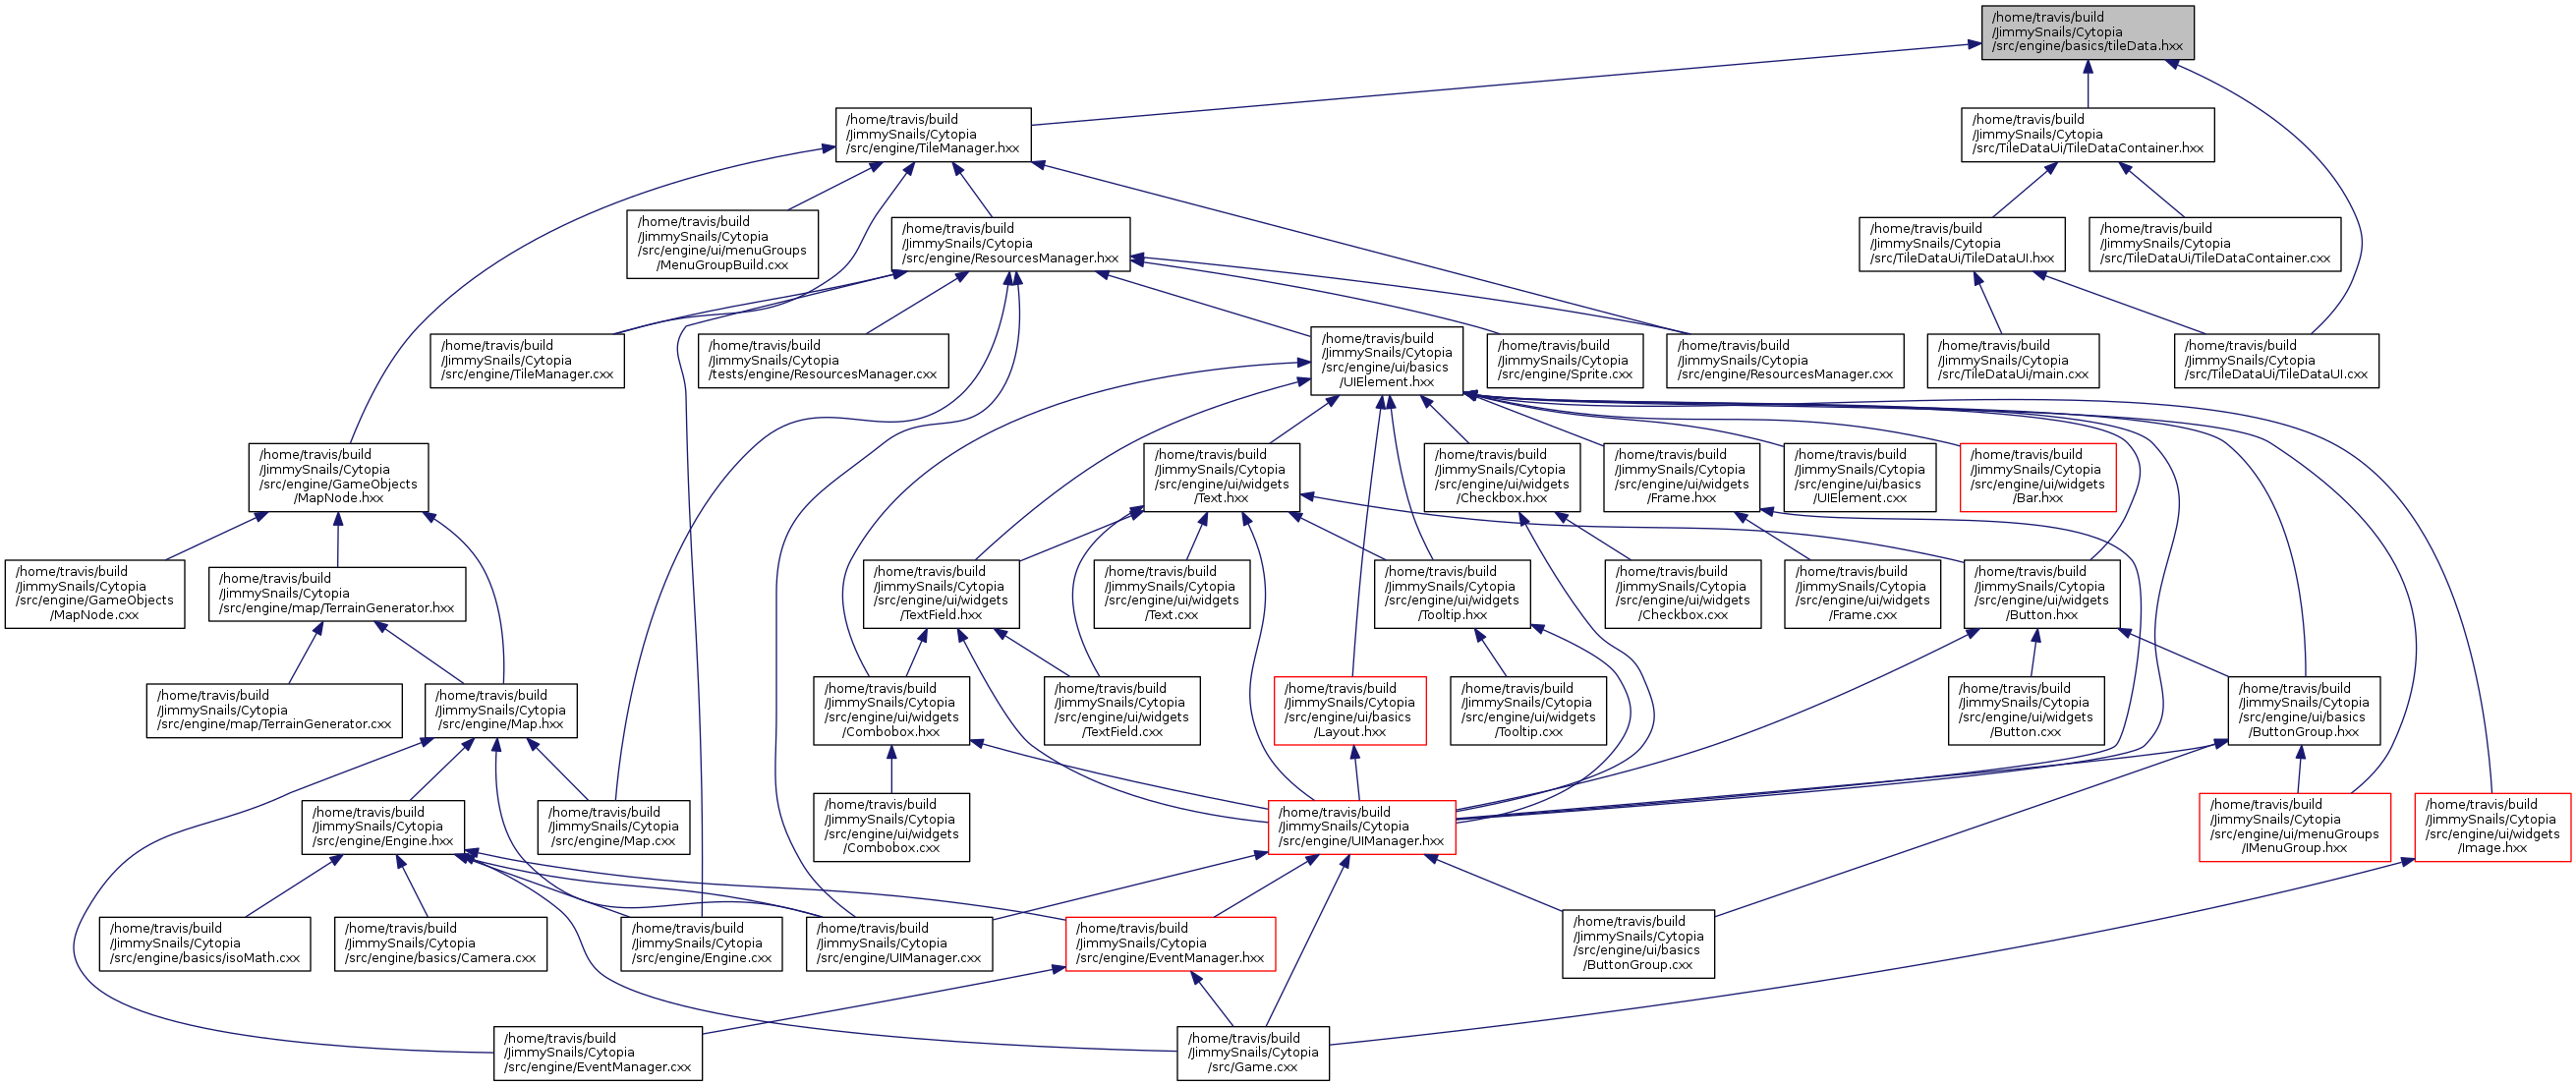 /home/travis/build
/JimmySnails/Cytopia
/src/engine/basics/tileData.hxx
/home/travis/build
/JimmySnails/Cytopia
/src/engine/TileManager.hxx
/home/travis/build
/JimmySnails/Cytopia
/src/TileDataUi/TileDataContainer.hxx
/home/travis/build
/JimmySnails/Cytopia
/src/engine/ui/menuGroups
/MenuGroupBuild.cxx
/home/travis/build
/JimmySnails/Cytopia
/src/engine/ResourcesManager.hxx
/home/travis/build
/JimmySnails/Cytopia
/src/TileDataUi/TileDataUI.hxx
/home/travis/build
/JimmySnails/Cytopia
/src/TileDataUi/TileDataContainer.cxx
/home/travis/build
/JimmySnails/Cytopia
/src/engine/TileManager.cxx
/home/travis/build
/JimmySnails/Cytopia
/tests/engine/ResourcesManager.cxx
/home/travis/build
/JimmySnails/Cytopia
/src/engine/ui/basics
/UIElement.hxx
/home/travis/build
/JimmySnails/Cytopia
/src/engine/Sprite.cxx
/home/travis/build
/JimmySnails/Cytopia
/src/engine/ResourcesManager.cxx
/home/travis/build
/JimmySnails/Cytopia
/src/TileDataUi/main.cxx
/home/travis/build
/JimmySnails/Cytopia
/src/TileDataUi/TileDataUI.cxx
/home/travis/build
/JimmySnails/Cytopia
/src/engine/GameObjects
/MapNode.hxx
/home/travis/build
/JimmySnails/Cytopia
/src/engine/ui/widgets
/Text.hxx
/home/travis/build
/JimmySnails/Cytopia
/src/engine/ui/widgets
/Checkbox.hxx
/home/travis/build
/JimmySnails/Cytopia
/src/engine/ui/widgets
/Frame.hxx
/home/travis/build
/JimmySnails/Cytopia
/src/engine/ui/basics
/UIElement.cxx
/home/travis/build
/JimmySnails/Cytopia
/src/engine/ui/widgets
/Bar.hxx
/home/travis/build
/JimmySnails/Cytopia
/src/engine/GameObjects
/MapNode.cxx
/home/travis/build
/JimmySnails/Cytopia
/src/engine/map/TerrainGenerator.hxx
/home/travis/build
/JimmySnails/Cytopia
/src/engine/ui/widgets
/TextField.hxx
/home/travis/build
/JimmySnails/Cytopia
/src/engine/ui/widgets
/Text.cxx
/home/travis/build
/JimmySnails/Cytopia
/src/engine/ui/widgets
/Tooltip.hxx
/home/travis/build
/JimmySnails/Cytopia
/src/engine/ui/widgets
/Checkbox.cxx
/home/travis/build
/JimmySnails/Cytopia
/src/engine/ui/widgets
/Frame.cxx
/home/travis/build
/JimmySnails/Cytopia
/src/engine/ui/widgets
/Button.hxx
/home/travis/build
/JimmySnails/Cytopia
/src/engine/map/TerrainGenerator.cxx
/home/travis/build
/JimmySnails/Cytopia
/src/engine/Map.hxx
/home/travis/build
/JimmySnails/Cytopia
/src/engine/ui/widgets
/Combobox.hxx
/home/travis/build
/JimmySnails/Cytopia
/src/engine/ui/widgets
/TextField.cxx
/home/travis/build
/JimmySnails/Cytopia
/src/engine/ui/basics
/Layout.hxx
/home/travis/build
/JimmySnails/Cytopia
/src/engine/ui/widgets
/Tooltip.cxx
/home/travis/build
/JimmySnails/Cytopia
/src/engine/ui/widgets
/Button.cxx
/home/travis/build
/JimmySnails/Cytopia
/src/engine/ui/basics
/ButtonGroup.hxx
/home/travis/build
/JimmySnails/Cytopia
/src/engine/Engine.hxx
/home/travis/build
/JimmySnails/Cytopia
/src/engine/Map.cxx
/home/travis/build
/JimmySnails/Cytopia
/src/engine/ui/widgets
/Combobox.cxx
/home/travis/build
/JimmySnails/Cytopia
/src/engine/UIManager.hxx
/home/travis/build
/JimmySnails/Cytopia
/src/engine/ui/menuGroups
/IMenuGroup.hxx
/home/travis/build
/JimmySnails/Cytopia
/src/engine/ui/widgets
/Image.hxx
/home/travis/build
/JimmySnails/Cytopia
/src/engine/basics/isoMath.cxx
/home/travis/build
/JimmySnails/Cytopia
/src/engine/basics/Camera.cxx
/home/travis/build
/JimmySnails/Cytopia
/src/engine/Engine.cxx
/home/travis/build
/JimmySnails/Cytopia
/src/engine/UIManager.cxx
/home/travis/build
/JimmySnails/Cytopia
/src/engine/EventManager.hxx
/home/travis/build
/JimmySnails/Cytopia
/src/engine/ui/basics
/ButtonGroup.cxx
/home/travis/build
/JimmySnails/Cytopia
/src/engine/EventManager.cxx
/home/travis/build
/JimmySnails/Cytopia
/src/Game.cxx